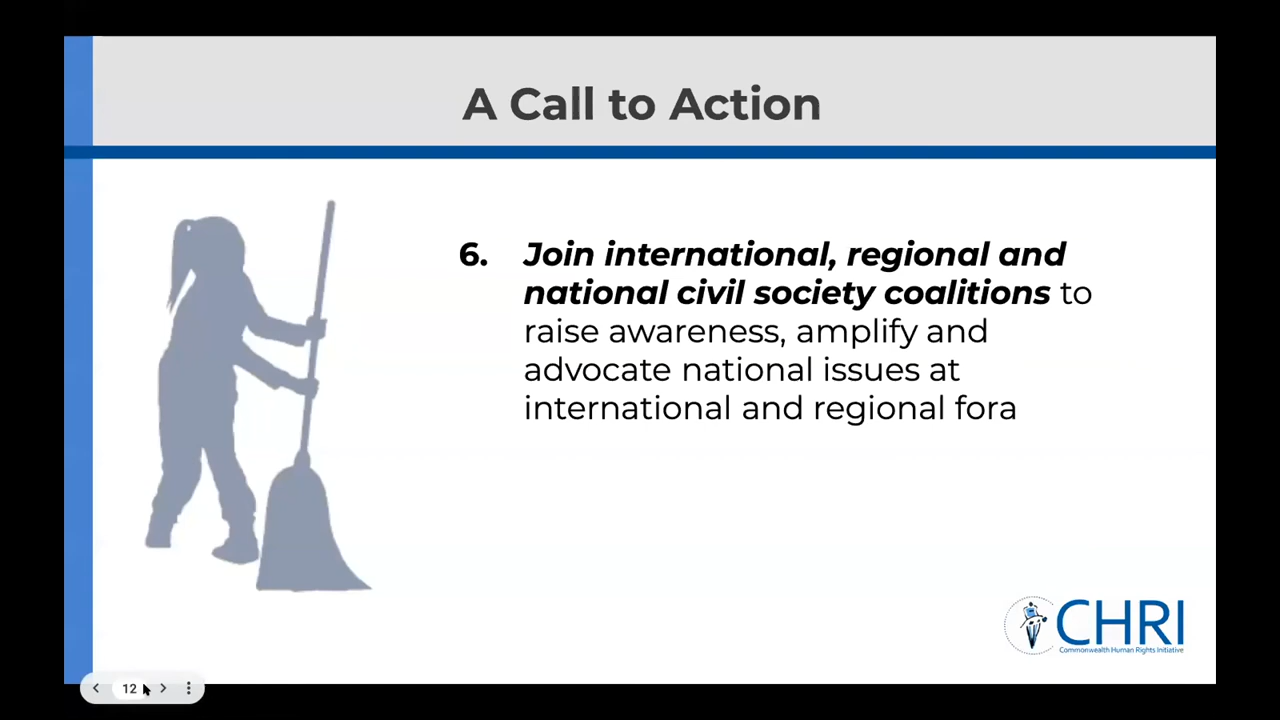 A Call to Action
6. Join international, regional and
national civil society coalitions to
raise awareness, amplify and
advocate national issues at
international and regional fora
CHRI
Commonwealth Human Rights Initiative
12